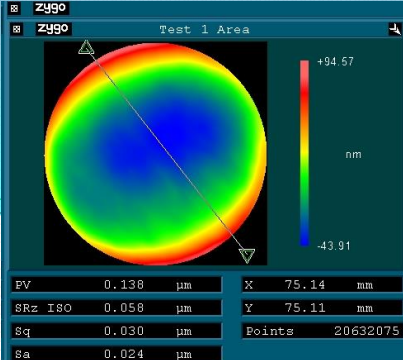 zygo
zygo Test 1 Area
+94.57
nm
-43.91
PV 0.138 µm
SRz ISO 0.058 µm
Sq 0.030 µm
Sa 0.024 µm
X 75.14 mm
Y 75.11 mm
Points 20632075